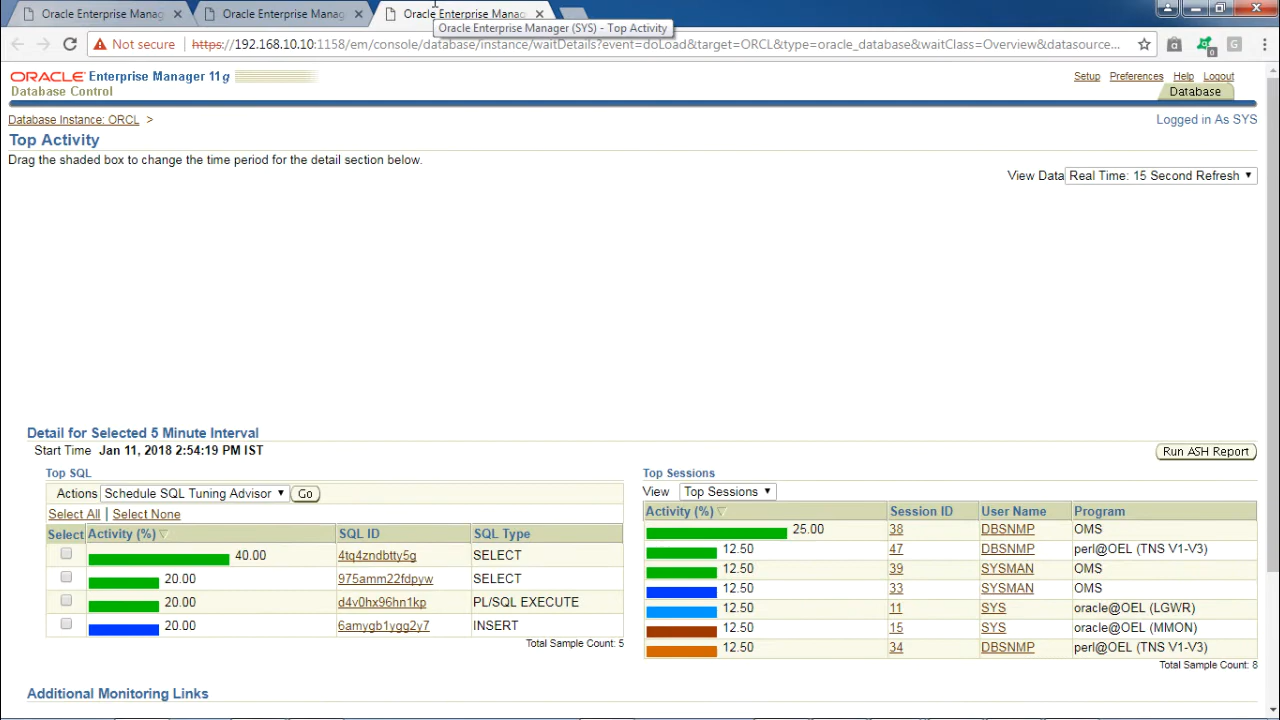 Oracle Enterprise Manag
Oracle Enterprise Manag
Oracle Enterprise Manag
Oracle Enterprise Manager (SYS) - Top Activity
Not secure
https://192.168.10.10:1158/em/console/database/instance/waitDetails?event=doLoad&target=ORCL&type=oracle_database&waitClass=Overview&datasource...
ORACLE Enterprise Manager 11g
Database Control
Setup Preferences Help Logout
Database
Database Instance: ORCL >
Logged in As SYS
Top Activity
Drag the shaded box to change the time period for the detail section below.
View Data Real Time: 15 Second Refresh
Detail for Selected 5 Minute Interval
Start Time Jan 11, 2018 2:54:19 PM IST
Run ASH Report
Top SQL
Actions Schedule SQL Tuning Advisor Go
Select All | Select None
Select Activity (%) SQL ID SQL Type
40.00 4tq4zndbtty5g SELECT
20.00 975amm22fdpyw SELECT
20.00 d4v0hx96hn1kp PL/SQL EXECUTE
20.00 6amygb1ygg2y7 INSERT
Total Sample Count: 5
Top Sessions
View Top Sessions
Activity (%) Session ID User Name Program
25.00 38 DBSNMP OMS
12.50 47 DBSNMP perl@OEL (TNS V1-V3)
12.50 39 SYSMAN OMS
12.50 33 SYSMAN OMS
12.50 11 SYS oracle@OEL (LGWR)
12.50 15 SYS oracle@OEL (MMON)
12.50 34 DBSNMP perl@OEL (TNS V1-V3)
Total Sample Count: 8
Additional Monitoring Links